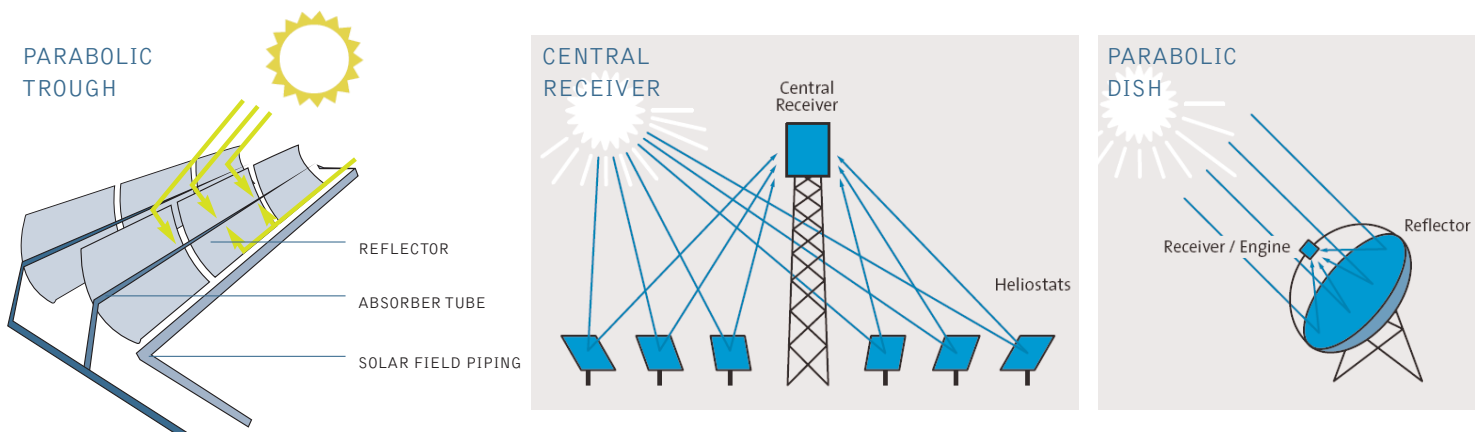 PARABOLIC
TROUGH
REFLECTOR
ABSORBER TUBE
SOLAR FIELD PIPING
CENTRAL
RECEIVER
Central
Receiver
Heliostats
PARABOLIC
DISH
Reflector
Receiver / Engine